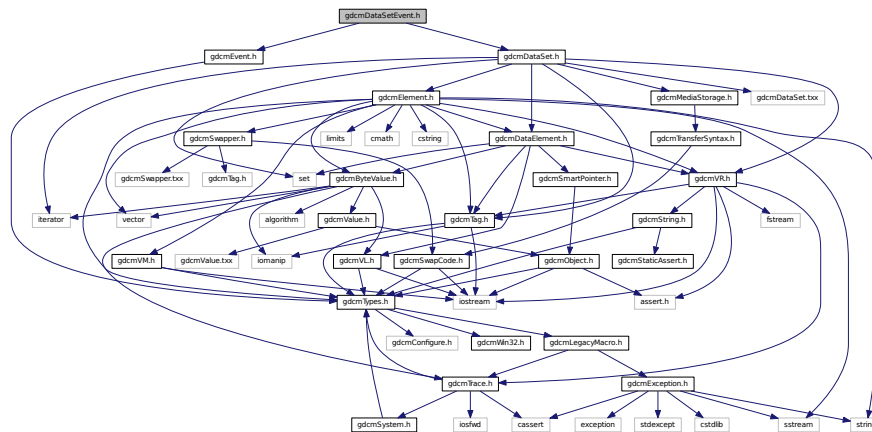 gdcmDataSetEvent.h
gdcmEvent.h
gdcmDataSet.h
gdcmElement.h
gdcmMediaStorage.h
gdcmDataSet.txx
gdcmSwapper.h
limits
cmath
cstring
gdcmDataElement.h
gdcmTransferSyntax.h
gdcmSwapper.txx
gdcmTag.h
set
gdcmByteValue.h
gdcmSmartPointer.h
gdcmVR.h
iterator
vector
algorithm
gdcmValue.h
gdcmTag.h
gdcmString.h
fstream
gdcmVM.h
gdcmValue.txx
iomanip
gdcmVL.h
gdcmSwapCode.h
gdcmObject.h
gdcmStaticAssert.h
gdcmTypes.h
iostream
assert.h
gdcmConfigure.h
gdcmWin32.h
gdcmLegacyMacro.h
gdcmTrace.h
gdcmException.h
gdcmSystem.h
iosfwd
cassert
exception
stdexcept
cstdlib
sstream